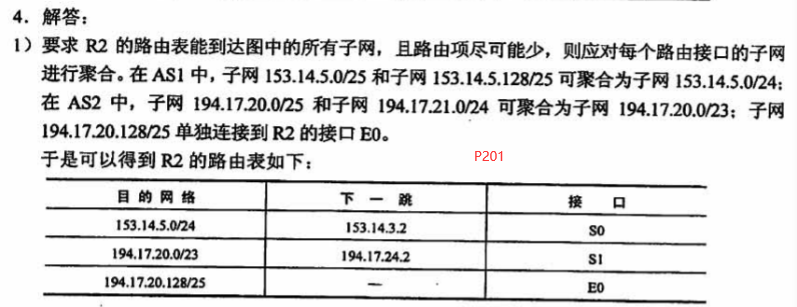 4．解答：
1）要求 R2 的路由表能到达图中的所有子网，且路由项尽可能少，则应对每个路由接口的子网
进行聚合。在 AS1 中，子网 153.14.5.0/25 和子网 153.14.5.128/25 可聚合为子网 153.14.5.0/24；
在 AS2 中，子网 194.17.20.0/25 和子网 194.17.21.0/24 可聚合为子网 194.17.20.0/23；子网
194.17.20.128/25 单独连接到 R2 的接口 E0。
于是可以得到 R2 的路由表如下：
P201
目 的 网 络 下 一 跳 接 口
153.14.5.0/24 153.14.3.2 S0
194.17.20.0/23 194.17.24.2 S1
194.17.20.128/25 — E0